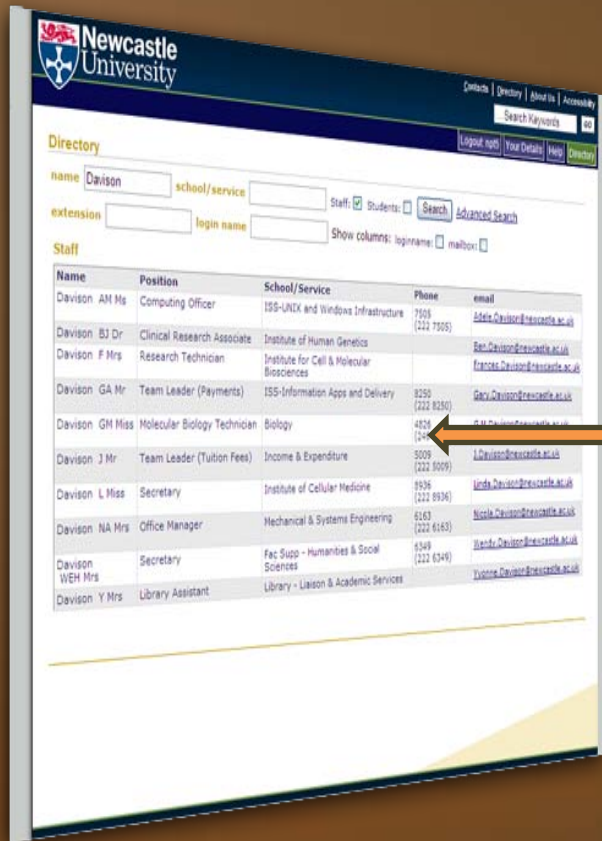 Newcastle
University
Contacts | Directory | About Us | Accessibility
Search Keywords GO
Logout npt5 Your Details Help Directory
Directory
name Davison school/service Staff: Students: Search Advanced Search
extension login name Show columns: loginname: mailbox:
Staff
Name Position School/Service Phone email
Davison AM Ms Computing Officer ISS-UNIX and Windows Infrastructure 7505 Adele.Davison@newcastle.ac.uk
(222 7505)
Davison BJ Dr Clinical Research Associate Institute of Human Genetics Ben.Davison@newcastle.ac.uk
Davison F Mrs Research Technician Institute for Cell & Molecular frances.Davison@newcastle.ac.uk
Biosciences
Davison GA Mr Team Leader (Payments) ISS-Information Apps and Delivery 8250 Gary.Davison@newcastle.ac.uk
(222 8250)
Davison GM Miss Molecular Biology Technician Biology 4826 G.M.Davison@newcastle.ac.uk
Davison J Mr Team Leader (Tuition Fees) Income & Expenditure 5009 J.Davison@newcastle.ac.uk
(222 5009)
Davison L Miss Secretary Institute of Cellular Medicine 8936 Linda.Davison@newcastle.ac.uk
(222 8936)
Davison NA Mrs Office Manager Mechanical & Systems Engineering 6163 Nicola.Davison@newcastle.ac.uk
(222 6163)
Davison Secretary Fac Supp - Humanities & Social 6349 Wendy.Davison@newcastle.ac.uk
WEH Mrs Sciences (222 6349)
Davison Y Mrs Library Assistant Library - Liaison & Academic Services Yvonne.Davison@newcastle.ac.uk